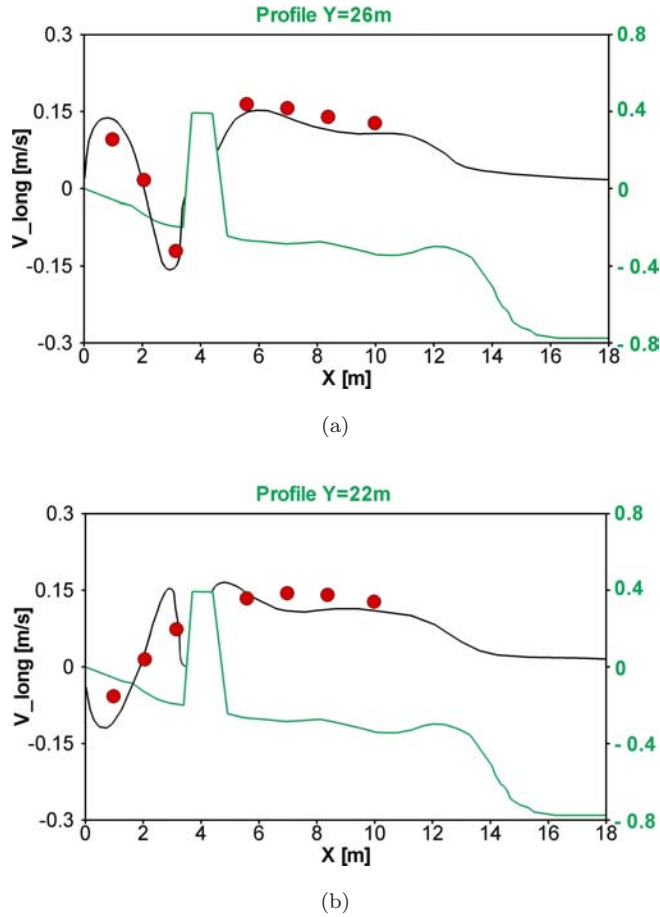 Profile Y=26m
0.3
0.15
0
-0.15
-0.3
V_long [m/s]
0.8
0.4
0
- 0.4
- 0.8
0 2 4 6 8 10 12 14 16 18
X [m]
(a)
Profile Y=22m
0.3
0.15
0
-0.15
-0.3
V_long [m/s]
0.8
0.4
0
- 0.4
- 0.8
0 2 4 6 8 10 12 14 16 18
X [m]
(b)